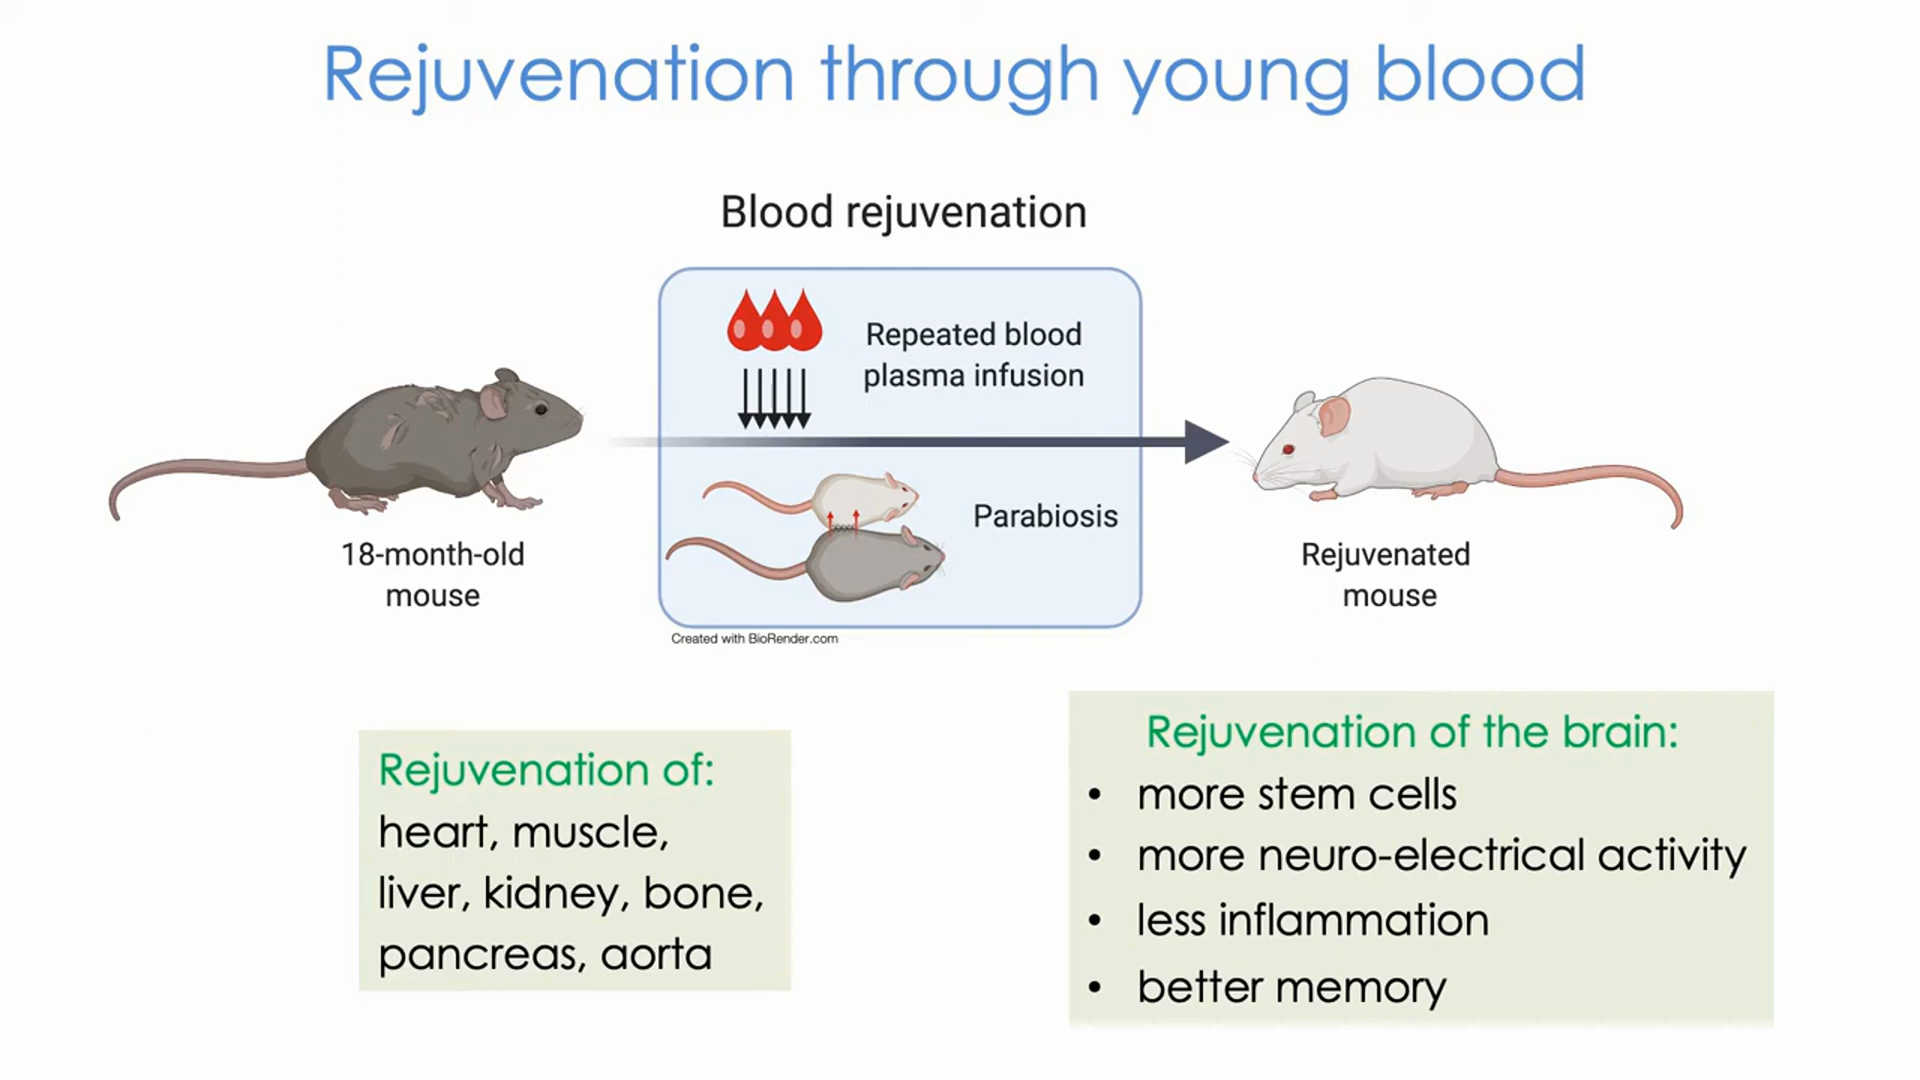 Rejuvenation through young blood
Blood rejuvenation
Repeated blood
plasma infusion
Parabiosis
18-month-old
mouse
Rejuvenated
mouse
Created with BioRender.com
Rejuvenation of:
heart, muscle,
liver, kidney, bone,
pancreas, aorta
Rejuvenation of the brain:
• more stem cells
• more neuro-electrical activity
• less inflammation
• better memory